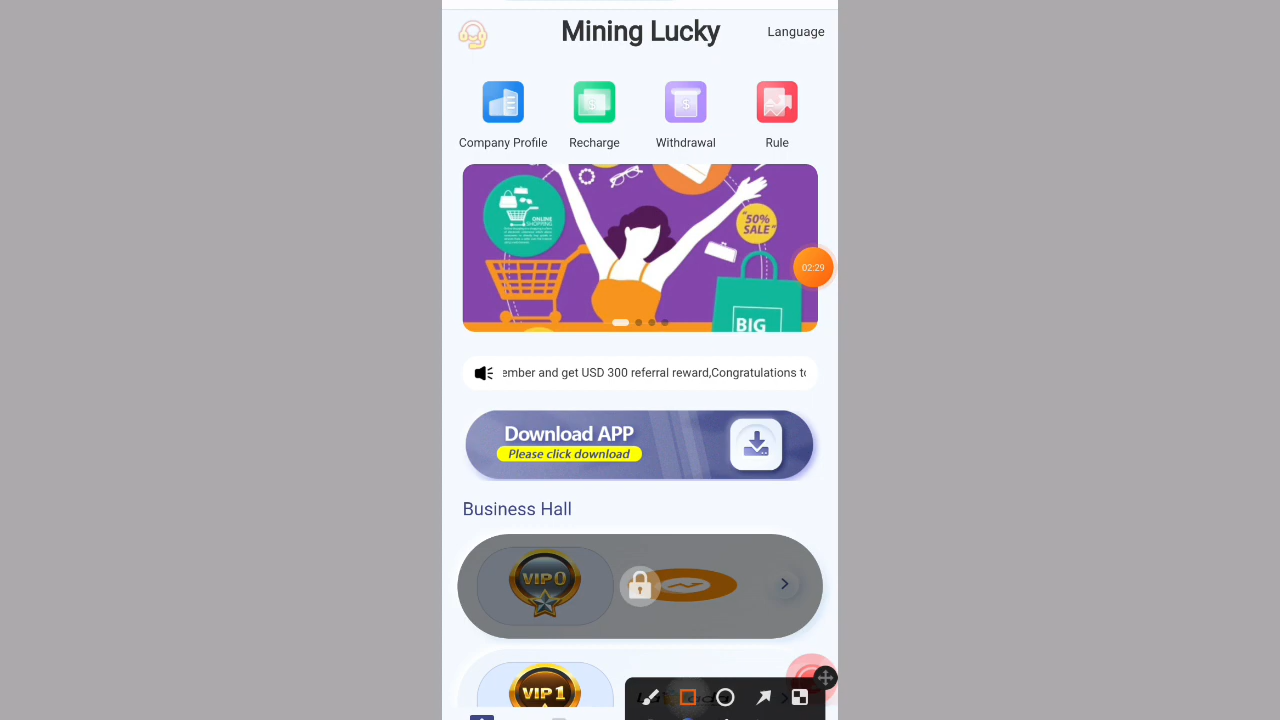 Mining Lucky
Language
Company Profile
Recharge
Withdrawal
Rule
ONLINE
SHOPPING
"50%
SALE"
02:29
BIG
ember and get USD 300 referral reward,Congratulations to
Download APP
Please click download
Business Hall
VIP0
VIP1